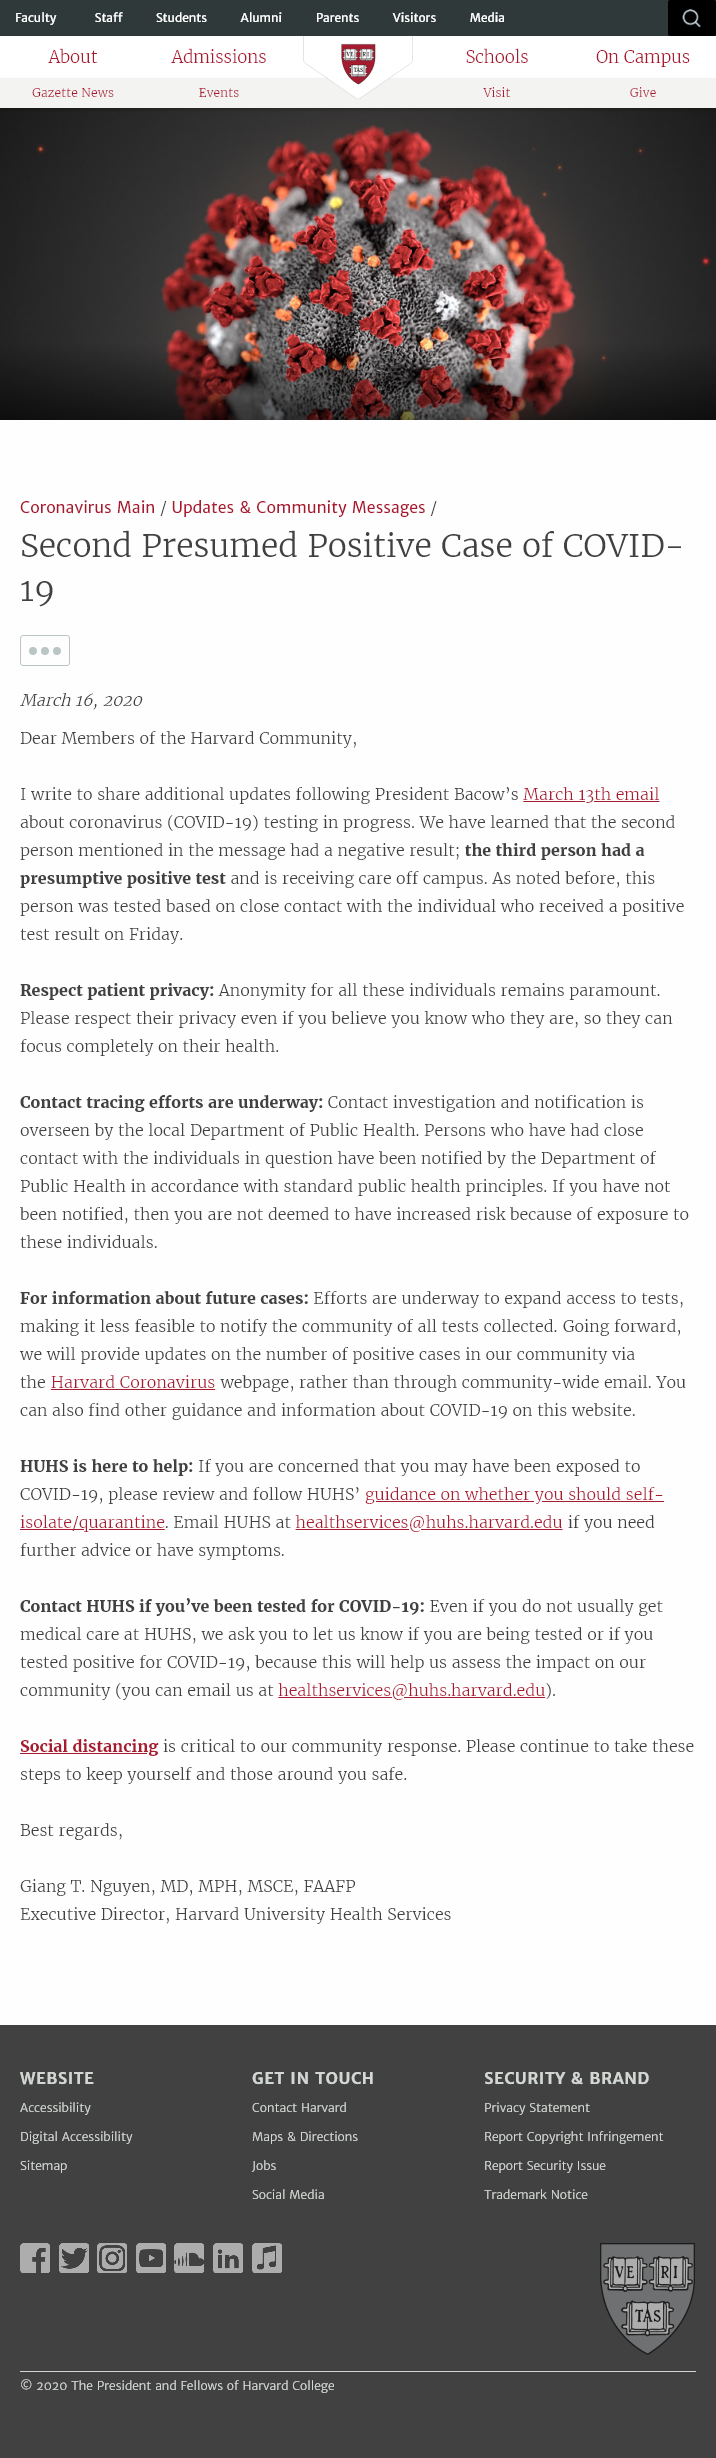 Faculty Staff Students Alumni Parents Visitors Media
About Admissions Schools On Campus
VE RI
TAS
Gazette News Events Visit Give
Coronavirus Main / Updates & Community Messages /
Second Presumed Positive Case of COVID-
19
March 16, 2020
Dear Members of the Harvard Community,
I write to share additional updates following President Bacow’s March 13th email
about coronavirus (COVID-19) testing in progress. We have learned that the second
person mentioned in the message had a negative result; the third person had a
presumptive positive test and is receiving care off campus. As noted before, this
person was tested based on close contact with the individual who received a positive
test result on Friday.
Respect patient privacy: Anonymity for all these individuals remains paramount.
Please respect their privacy even if you believe you know who they are, so they can
focus completely on their health.
Contact tracing efforts are underway: Contact investigation and notification is
overseen by the local Department of Public Health. Persons who have had close
contact with the individuals in question have been notified by the Department of
Public Health in accordance with standard public health principles. If you have not
been notified, then you are not deemed to have increased risk because of exposure to
these individuals.
For information about future cases: Efforts are underway to expand access to tests,
making it less feasible to notify the community of all tests collected. Going forward,
we will provide updates on the number of positive cases in our community via
the Harvard Coronavirus webpage, rather than through community-wide email. You
can also find other guidance and information about COVID-19 on this website.
HUHS is here to help: If you are concerned that you may have been exposed to
COVID-19, please review and follow HUHS’ guidance on whether you should self-
isolate/quarantine. Email HUHS at healthservices@huhs.harvard.edu if you need
further advice or have symptoms.
Contact HUHS if you’ve been tested for COVID-19: Even if you do not usually get
medical care at HUHS, we ask you to let us know if you are being tested or if you
tested positive for COVID-19, because this will help us assess the impact on our
community (you can email us at healthservices@huhs.harvard.edu).
Social distancing is critical to our community response. Please continue to take these
steps to keep yourself and those around you safe.
Best regards,
Giang T. Nguyen, MD, MPH, MSCE, FAAFP
Executive Director, Harvard University Health Services
WEBSITE GET IN TOUCH SECURITY & BRAND
Accessibility Contact Harvard Privacy Statement
Digital Accessibility Maps & Directions Report Copyright Infringement
Sitemap Jobs Report Security Issue
Social Media Trademark Notice
VE RI
TAS
© 2020 The President and Fellows of Harvard College